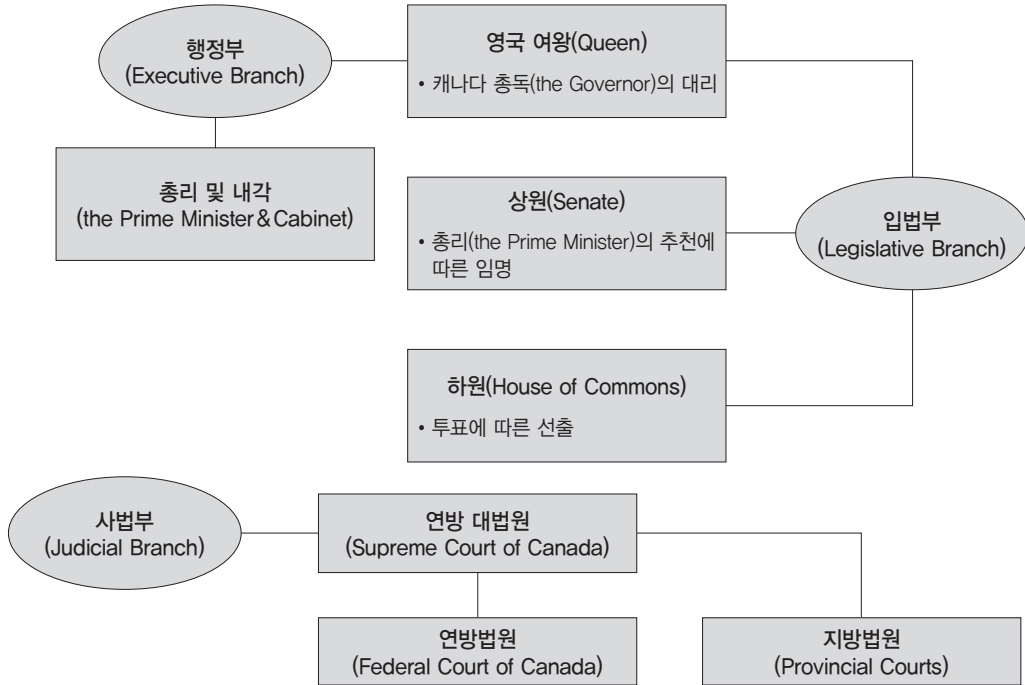 행정부
(Executive Branch)
영국 여왕(Queen)
• 캐나다 총독(the Governor)의 대리
총리 및 내각
(the Prime Minister & Cabinet)
상원(Senate)
• 총리(the Prime Minister)의 추천에
따른 임명
입법부
(Legislative Branch)
하원(House of Commons)
• 투표에 따른 선출
사법부
(Judicial Branch)
연방 대법원
(Supreme Court of Canada)
연방법원
(Federal Court of Canada)
지방법원
(Provincial Courts)